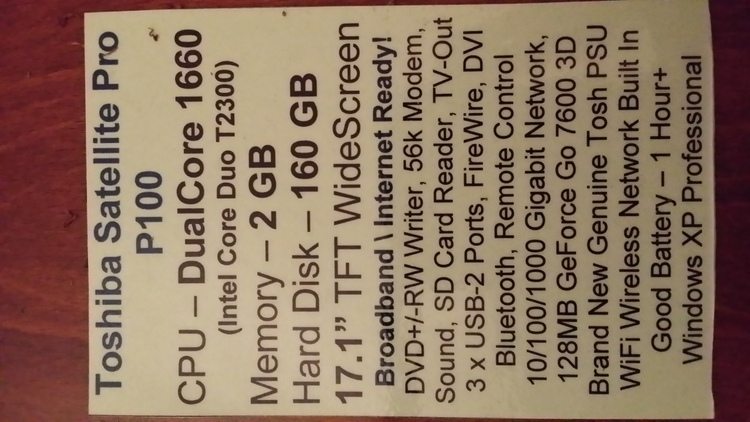 Toshiba Satellite Pro
P100
CPU – DualCore 1660
(Intel Core Duo T2300)
Memory – 2 GB
Hard Disk – 160 GB
17.1” TFT WideScreen
Broadband \ Internet Ready!
DVD+/-RW Writer, 56k Modem,
Sound, SD Card Reader, TV-Out
3 x USB-2 Ports, FireWire, DVI
Bluetooth, Remote Control
10/100/1000 Gigabit Network,
128MB GeForce Go 7600 3D
Brand New Genuine Tosh PSU
WiFi Wireless Network Built In
Good Battery – 1 Hour+
Windows XP Professional